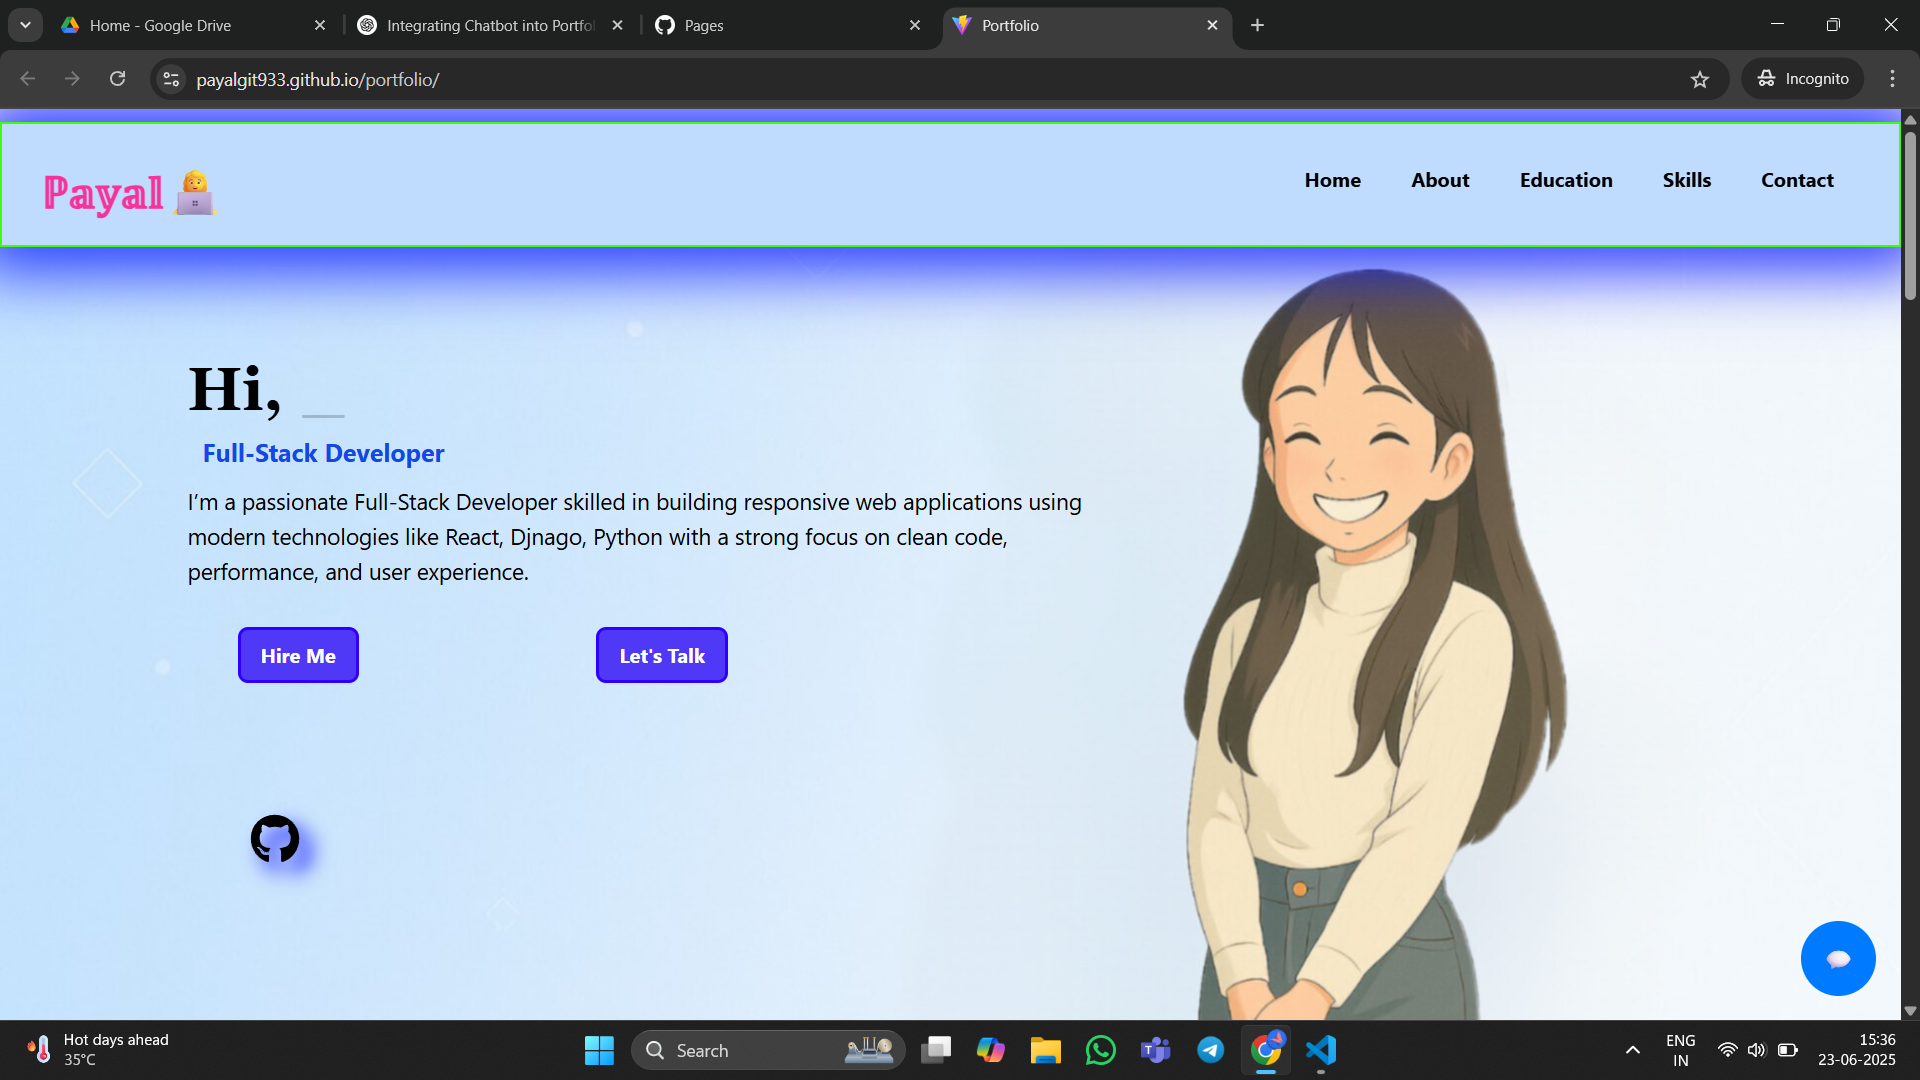 Home - Google Drive
Integrating Chatbot into Portfo
Pages
Portfolio
payalgit933.github.io/portfolio/
Incognito
Payal
Home
About
Education
Skills
Contact
Hi, _
Full-Stack Developer
I'm a passionate Full-Stack Developer skilled in building responsive web applications using
modern technologies like React, Djnago, Python with a strong focus on clean code,
performance, and user experience.
Hire Me
Let's Talk
Hot days ahead
35°C
Search
ENG
IN
15:36
23-06-2025